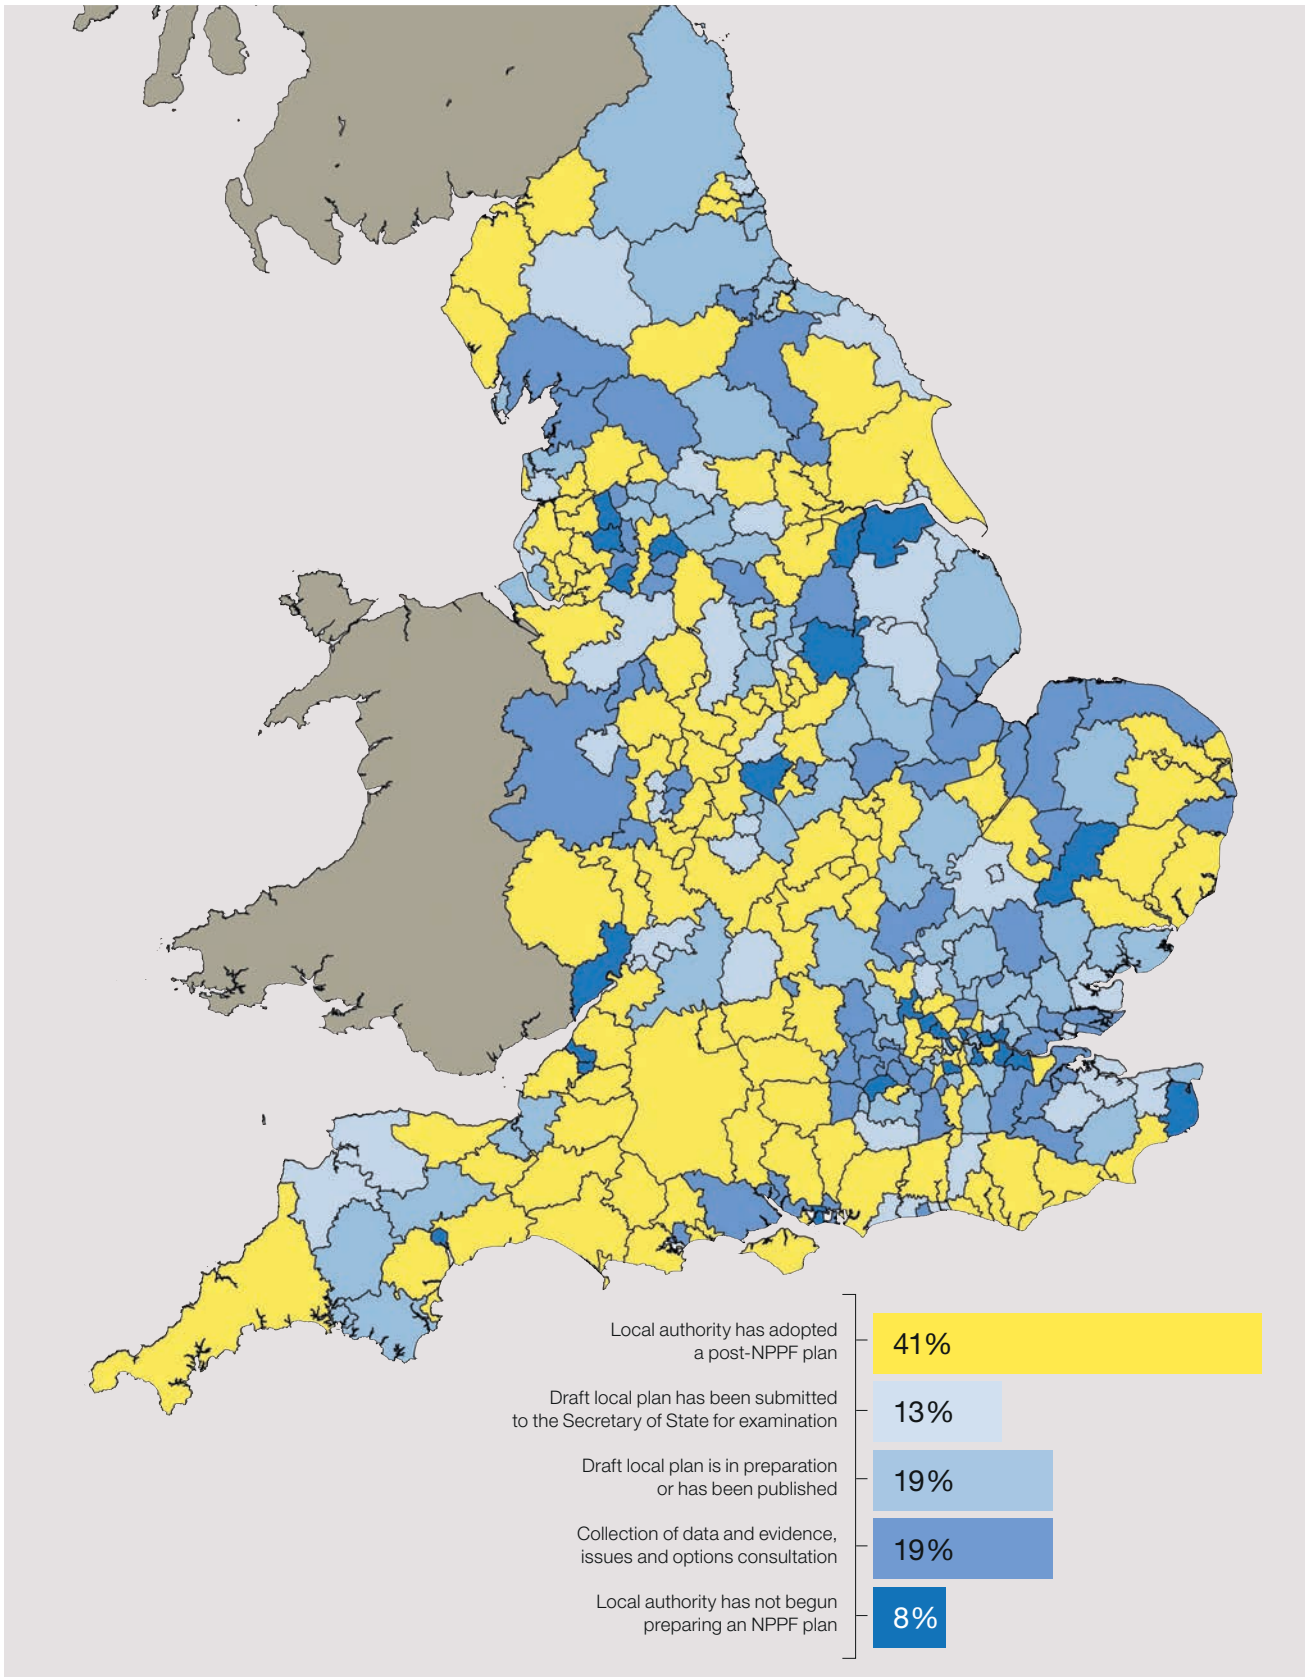 Local authority has adopted
a post-NPPF plan
41%
Draft local plan has been submitted
to the Secretary of State for examination
13%
Draft local plan is in preparation
or has been published
19%
Collection of data and evidence,
issues and options consultation
19%
Local authority has not begun
preparing an NPPF plan
8%